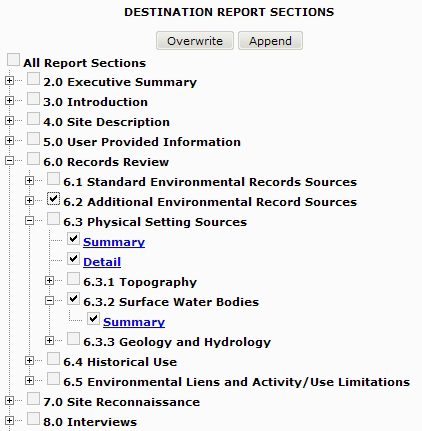 DESTINATION REPORT SECTIONS
Overwrite Append
All Report Sections
2.0 Executive Summary
3.0 Introduction
4.0 Site Description
5.0 User Provided Information
6.0 Records Review
6.1 Standard Environmental Records Sources
6.2 Additional Environmental Record Sources
6.3 Physical Setting Sources
Summary
Detail
6.3.1 Topography
6.3.2 Surface Water Bodies
Summary
6.3.3 Geology and Hydrology
6.4 Historical Use
6.5 Environmental Liens and Activity/Use Limitations
7.0 Site Reconnaissance
8.0 Interviews